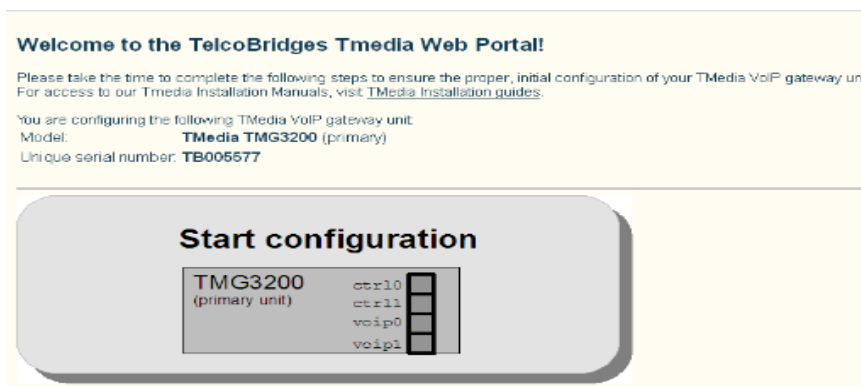 Welcome to the TelcoBridges Tmedia Web Portal!
Please take the time to complete the following steps to ensure the proper, initial configuration of your TMedia VoIP gateway un
For access to our Tmedia Installation Manuals, visit TMedia Installation guides.
You are configuring the following TMedia VoIP gateway unit:
Model: TMedia TMG3200 (primary)
Unique serial number: TB005577
Start configuration
TMG3200
(primary unit)
ctrl0
ctrl1
voip0
voip1